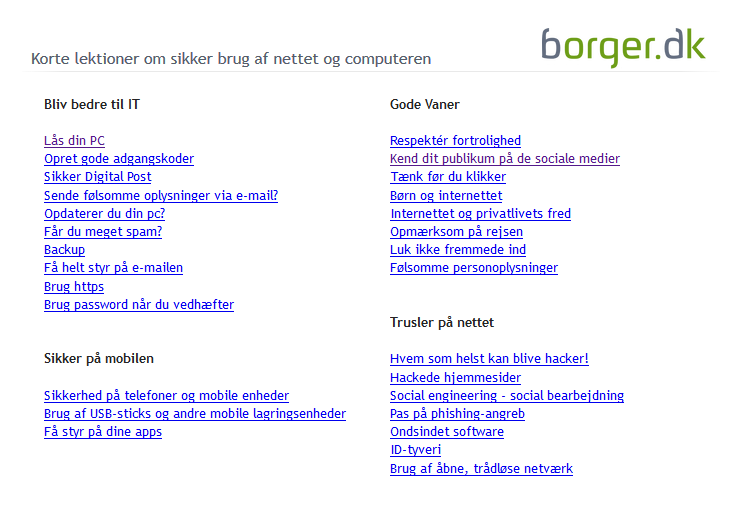 borger.dk
Korte lektioner om sikker brug af nettet og computeren
Bliv bedre til IT
Lås din PC
Opret gode adgangskoder
Sikker Digital Post
Sende følsomme oplysninger via e-mail?
Opdaterer du din pc?
Får du meget spam?
Backup
Få helt styr på e-mailen
Brug https
Brug password når du vedhæfter
Sikker på mobilen
Sikkerhed på telefoner og mobile enheder
Brug af USB-sticks og andre mobile lagringsenheder
Få styr på dine apps
Gode Vaner
Respektér fortrolighed
Kend dit publikum på de sociale medier
Tænk før du klikker
Børn og internettet
Internettet og privatlivets fred
Opmærksom på rejsen
Luk ikke fremmede ind
Følsomme personoplysninger
Trusler på nettet
Hvem som helst kan blive hacker!
Hackede hjemmesider
Social engineering - social bearbejdning
Pas på phishing-angreb
Ondsindet software
ID-tyveri
Brug af åbne, trådløse netværk